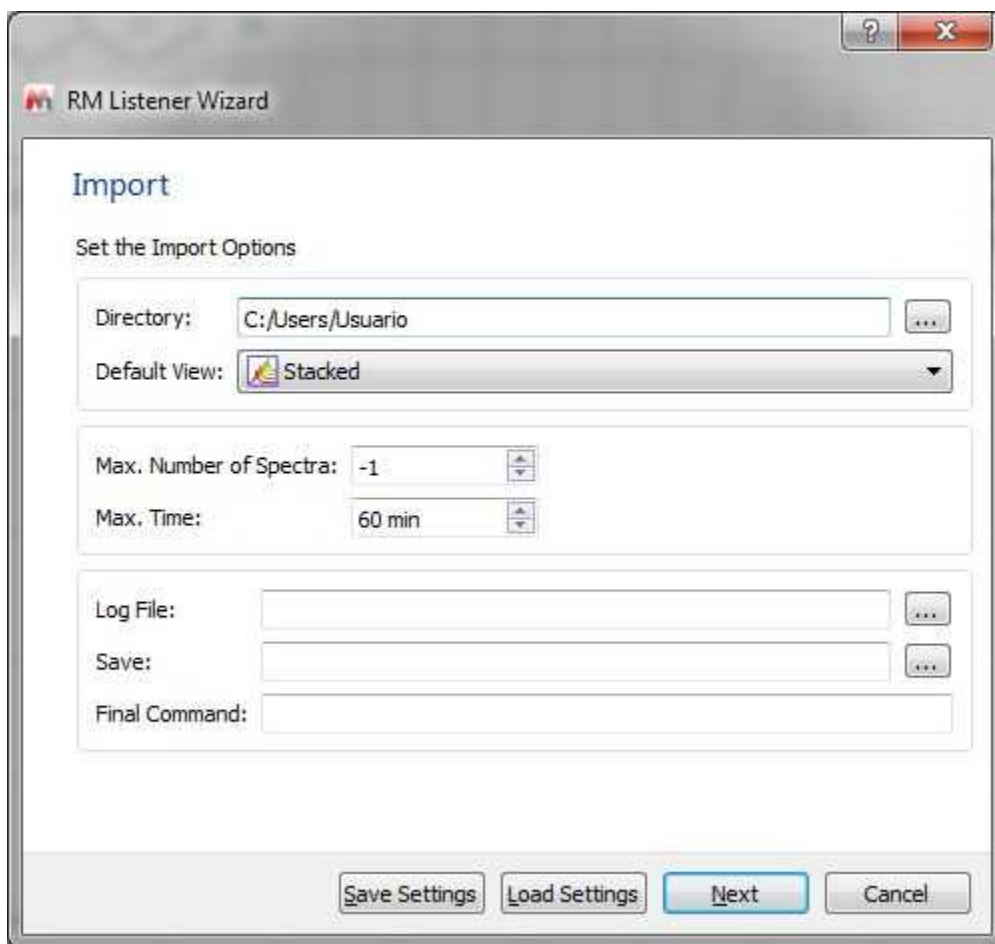 RM Listener Wizard
Import
Set the Import Options
Directory: C:/Users/Usuario ...
Default View: Stacked
Max. Number of Spectra: -1
Max. Time: 60 min
Log File: ...
Save: ...
Final Command:
Save Settings Load Settings Next Cancel